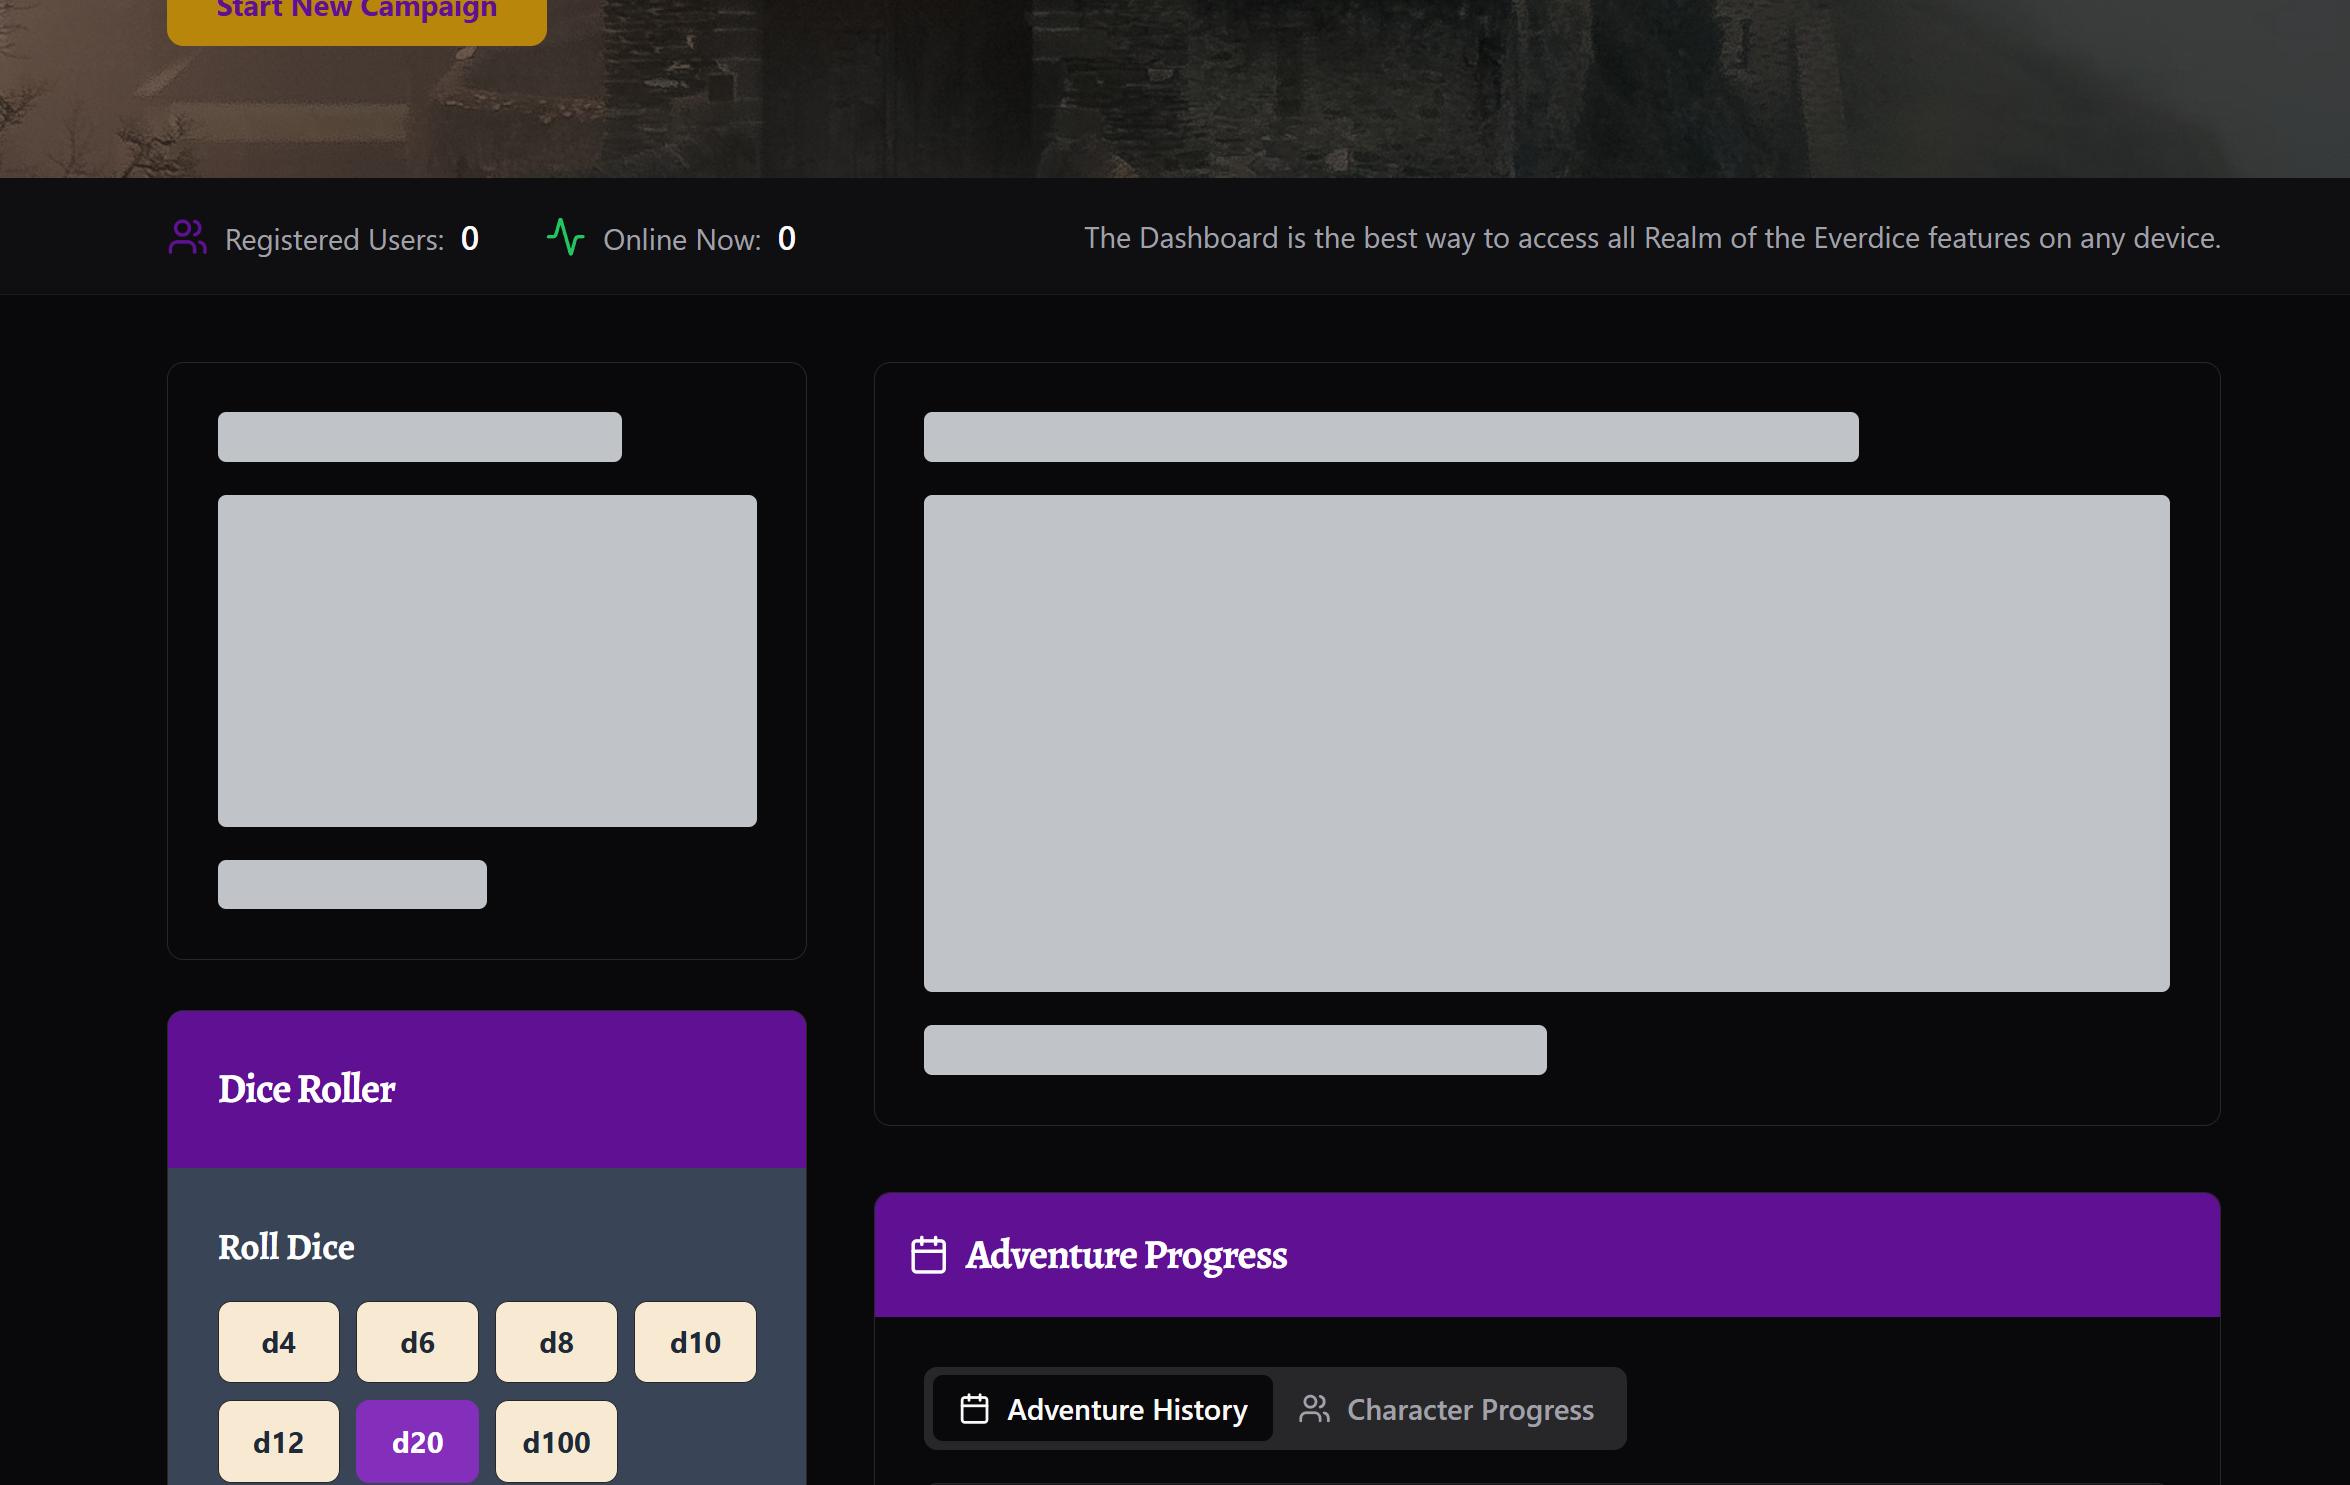 Start New Campaign
Registered Users: 0
Online Now: 0
The Dashboard is the best way to access all Realm of the Everdice features on any device.
Dice Roller
Roll Dice
d4
d6
d8
d10
d12
d20
d100
Adventure Progress
Adventure History
Character Progress